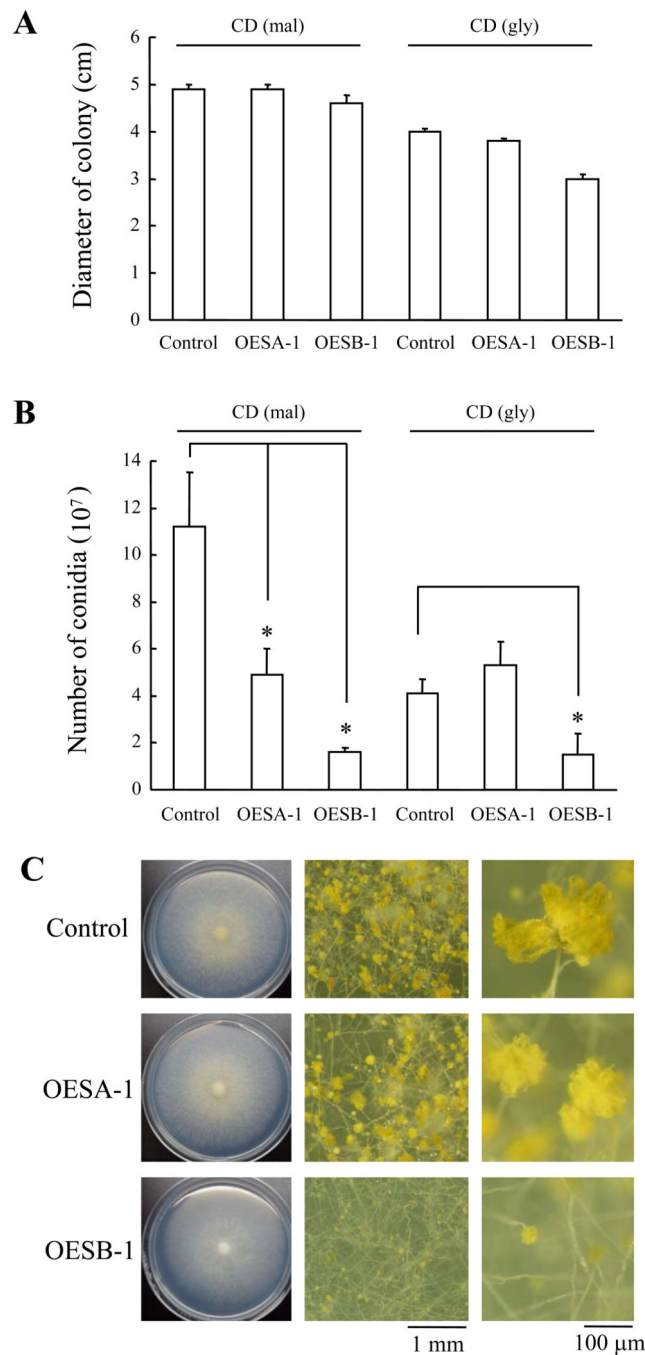 A
CD (mal) CD (gly)
Diameter of colony (cm)
6
5
4
3
2
1
0
Control OESA-1 OESB-1 Control OESA-1 OESB-1
B
CD (mal) CD (gly)
Number of conidia (10⁷)
14
12
10
8
6
4
2
0
*
*
*
Control OESA-1 OESB-1 Control OESA-1 OESB-1
C
Control
OESA-1
OESB-1
1 mm 100 μm